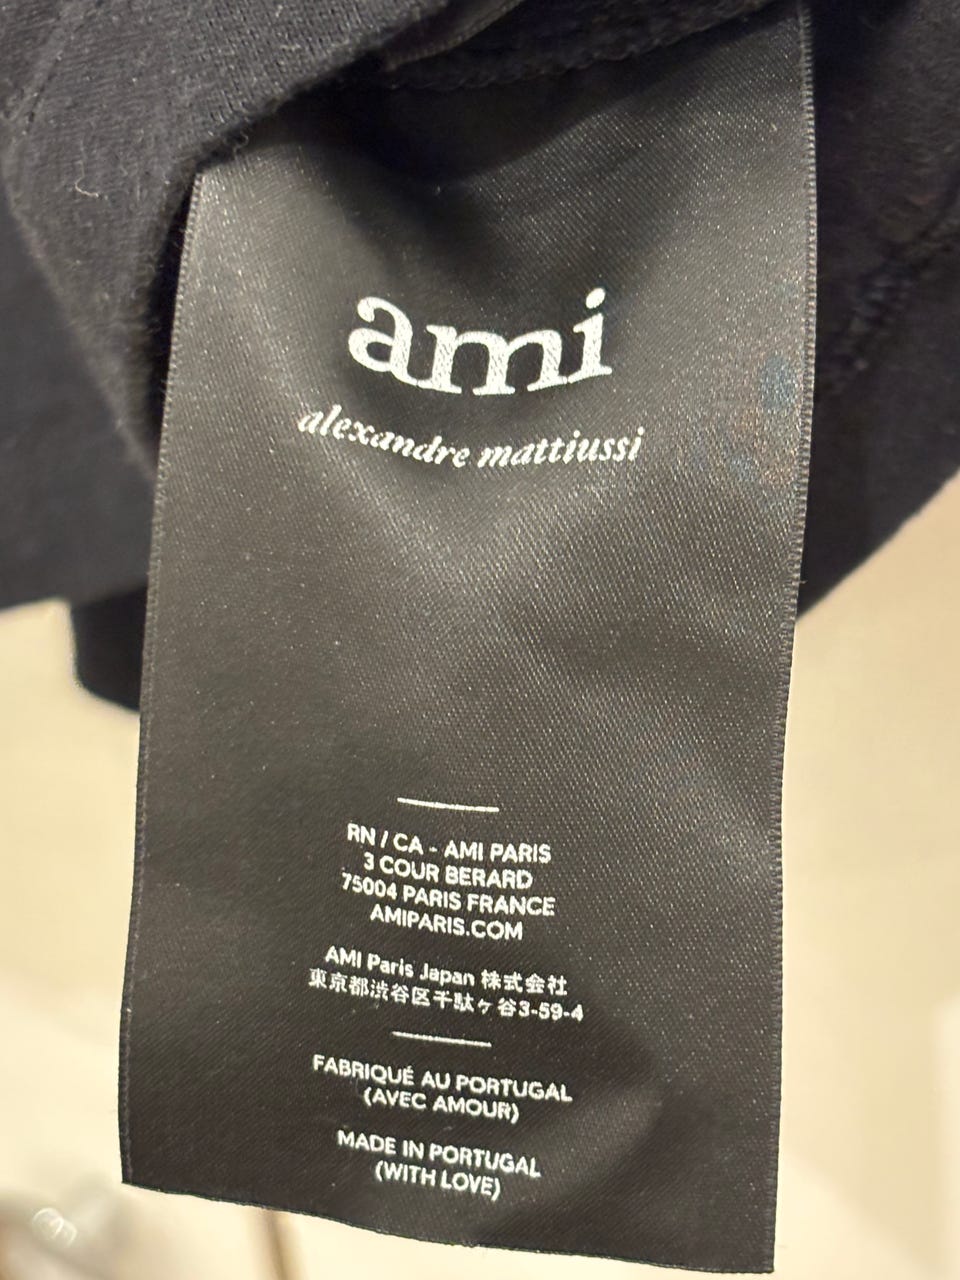 ami
alexandre mattiussi
RN / CA - AMI PARIS
3 COUR BERARD
75004 PARIS FRANCE
AMIPARIS.COM
AMI Paris Japan 株式会社
東京都渋谷区千駄ヶ谷3-59-4
FABRIQUÉ AU PORTUGAL
(AVEC AMOUR)
MADE IN PORTUGAL
(WITH LOVE)